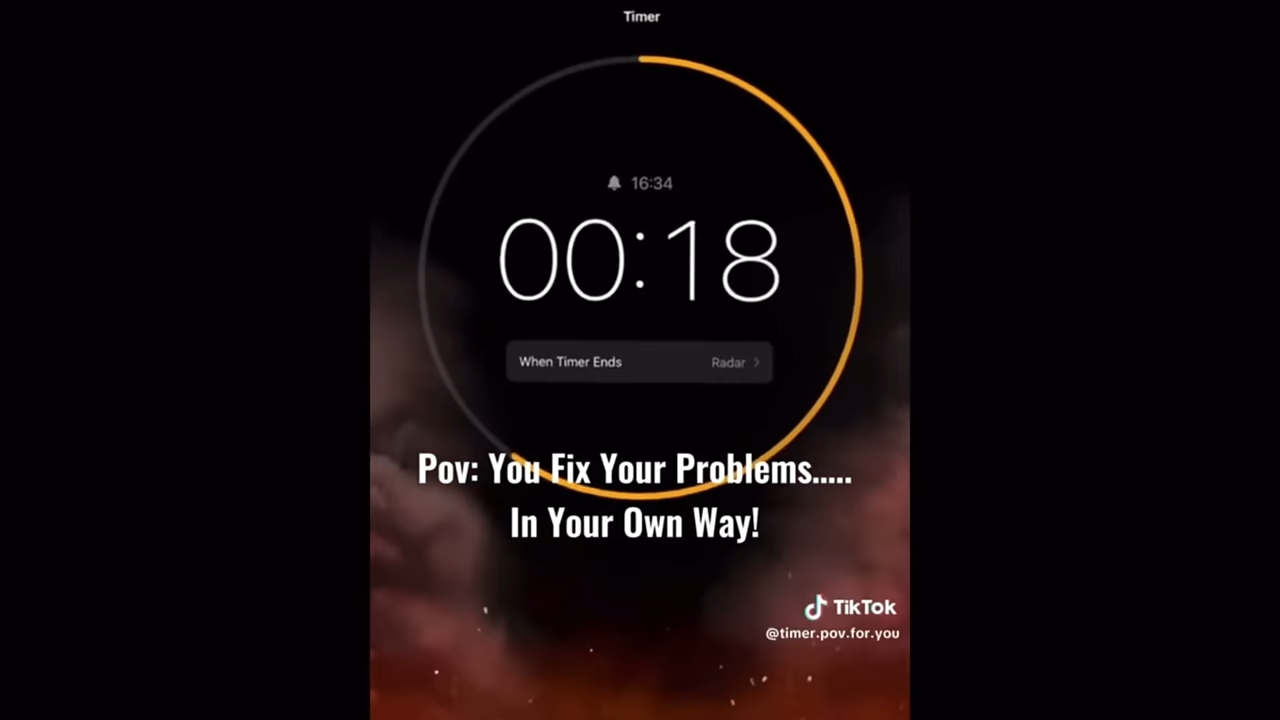 Timer
16:34
00:18
When Timer Ends Radar
Pov: You Fix Your Problems.....
In Your Own Way!
TikTok
@timer.pov.for.you